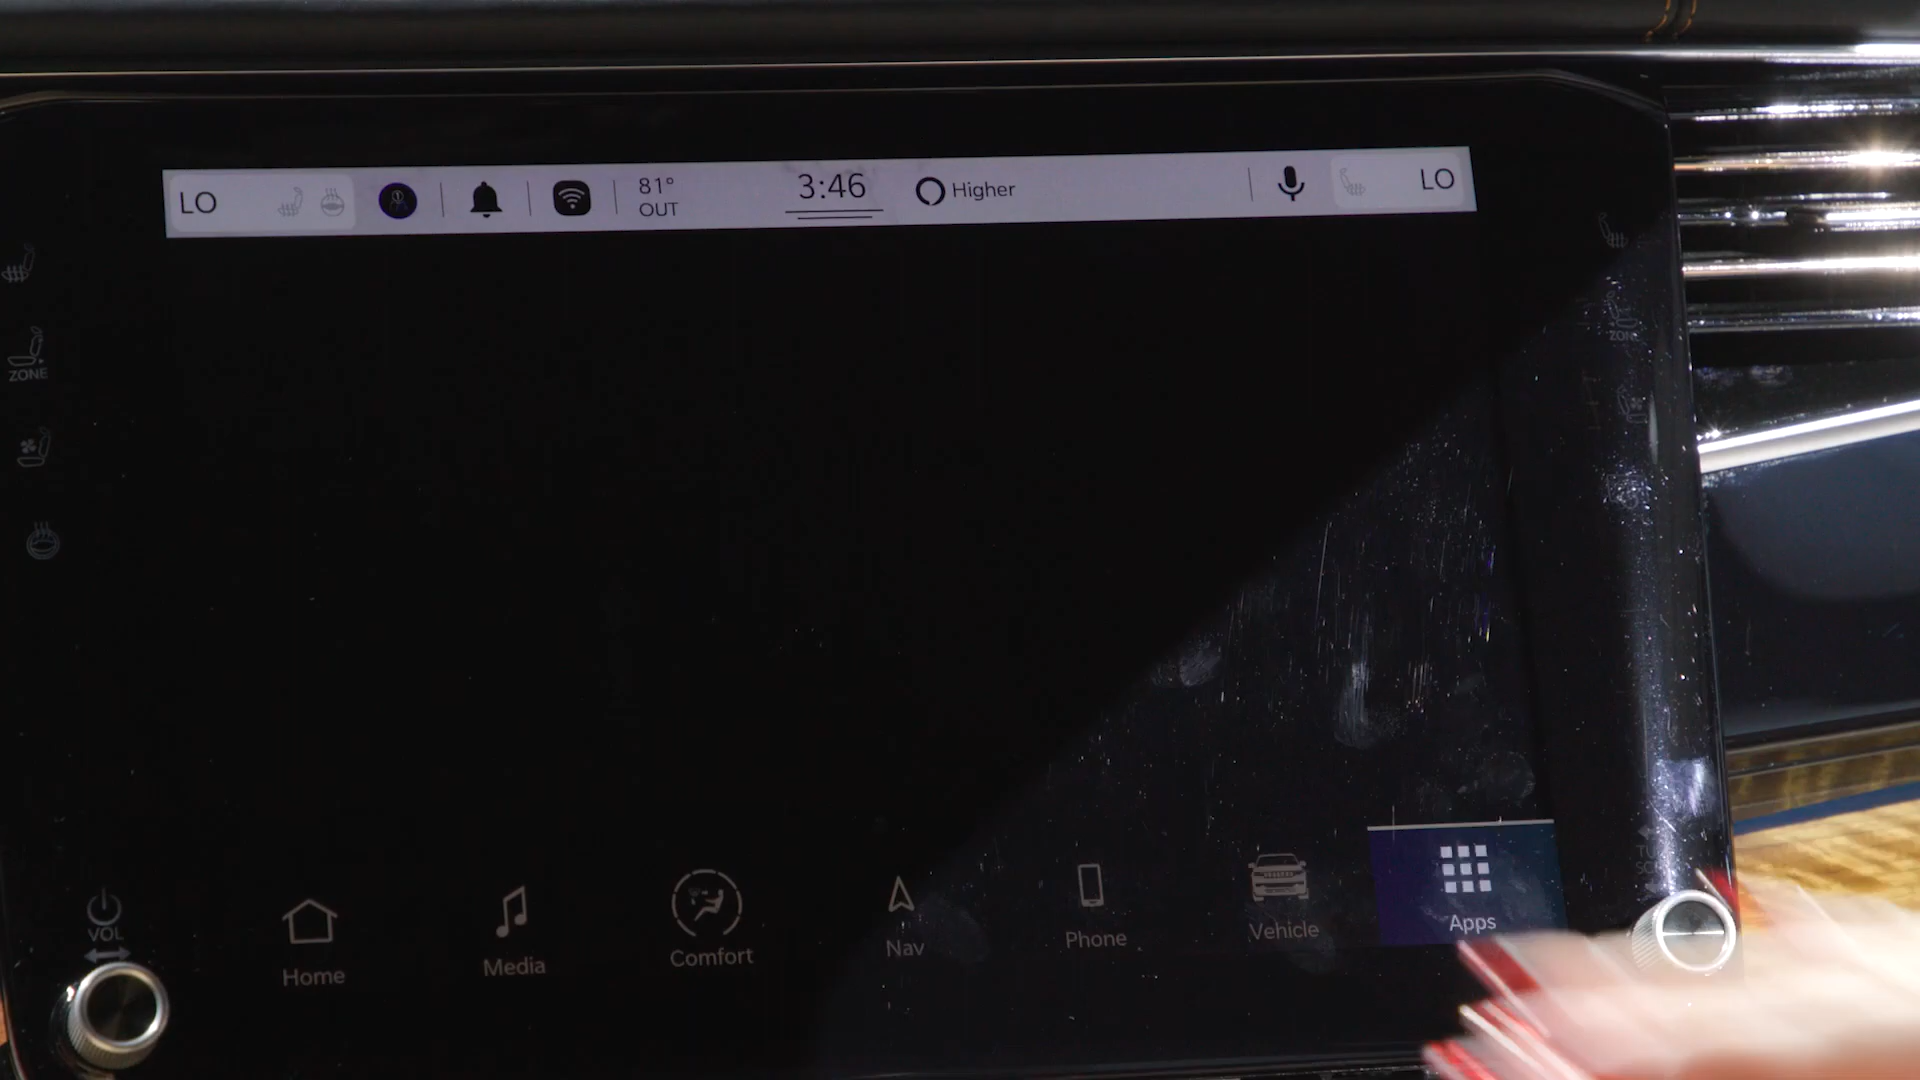 LO
81°
OUT
3:46
Higher
LO
ZONE
VOL
Home
Media
Comfort
Nav
Phone
Vehicle
Apps